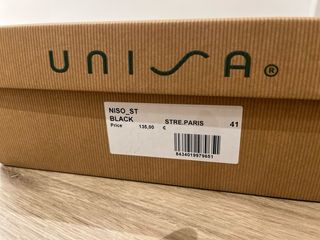 UNISA®
NISO_ST
BLACK STRE.PARIS 41
Price 135,00 €
8434019979651